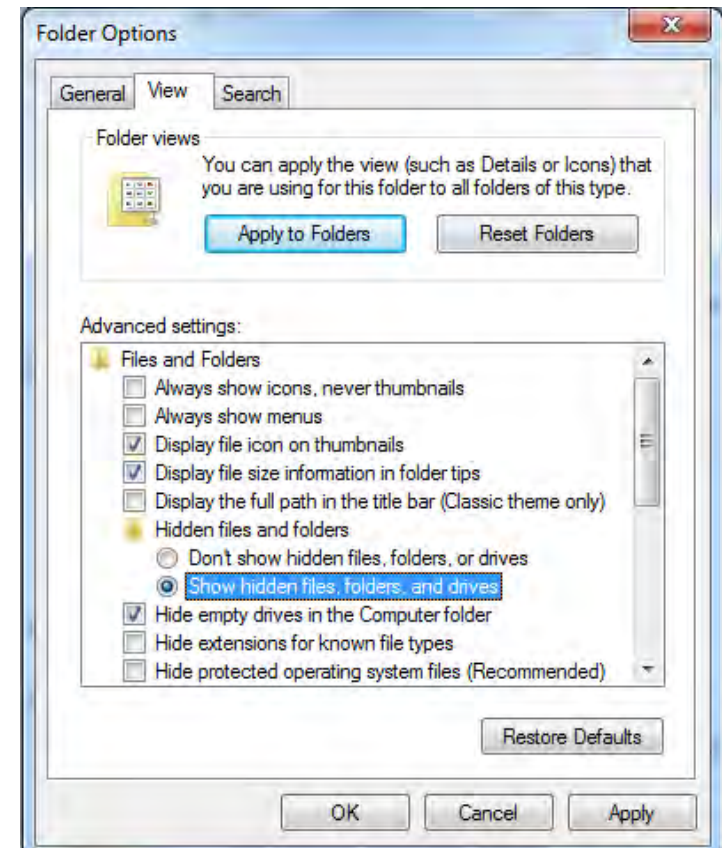 Folder Options
General View Search
Folder views
You can apply the view (such as Details or Icons) that
you are using for this folder to all folders of this type.
Apply to Folders Reset Folders
Advanced settings:
Files and Folders
Always show icons, never thumbnails
Always show menus
Display file icon on thumbnails
Display file size information in folder tips
Display the full path in the title bar (Classic theme only)
Hidden files and folders
Don't show hidden files, folders, or drives
Show hidden files, folders, and drives
Hide empty drives in the Computer folder
Hide extensions for known file types
Hide protected operating system files (Recommended)
Restore Defaults
OK Cancel Apply